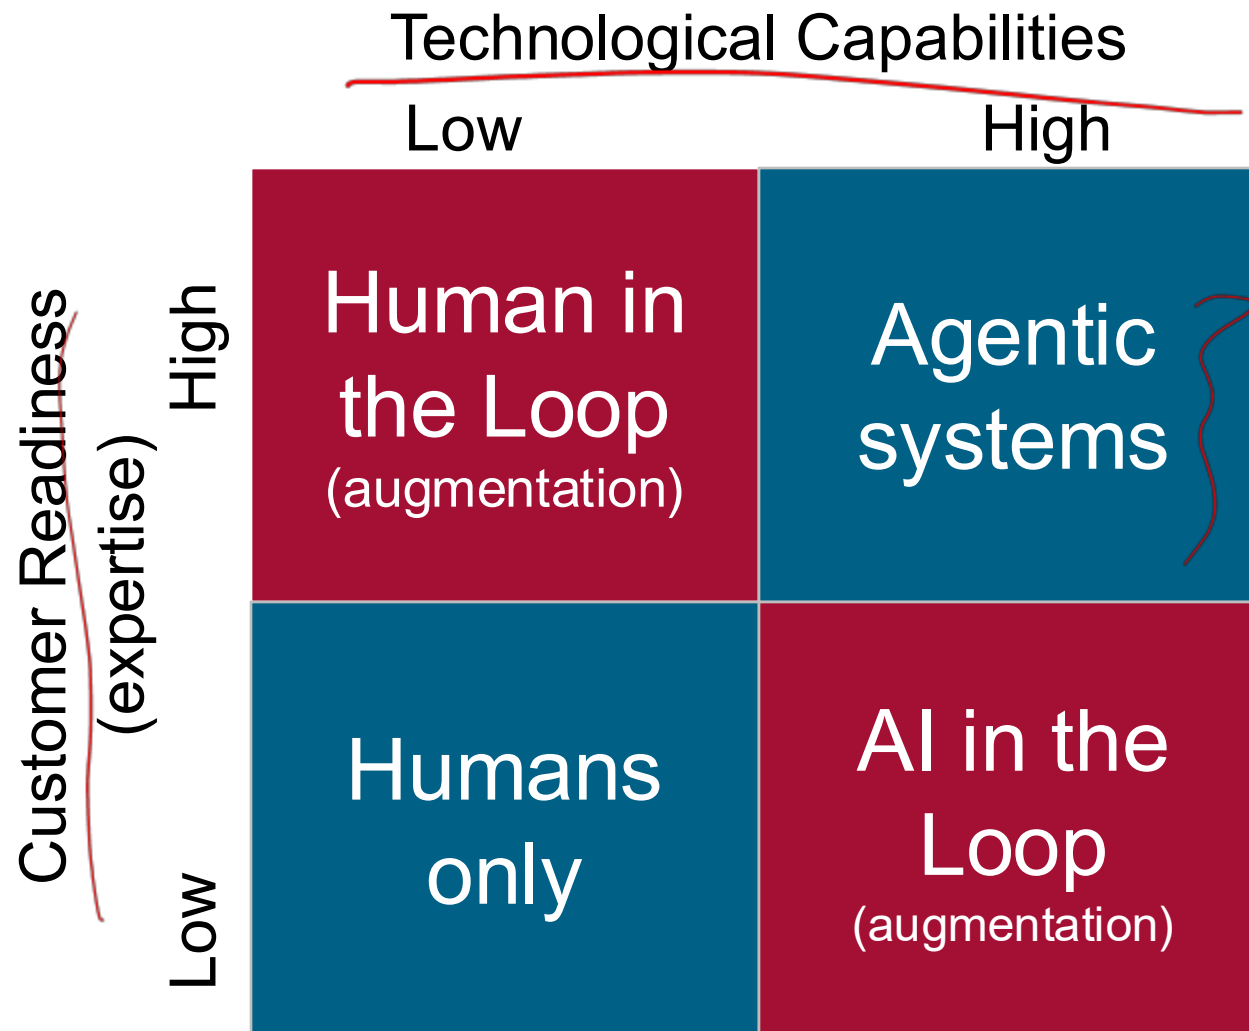 Technological Capabilities
Low
High
Customer Readiness
(expertise)
High
Human in
the Loop
(augmentation)
Agentic
systems
Low
Humans
only
AI in the
Loop
(augmentation)